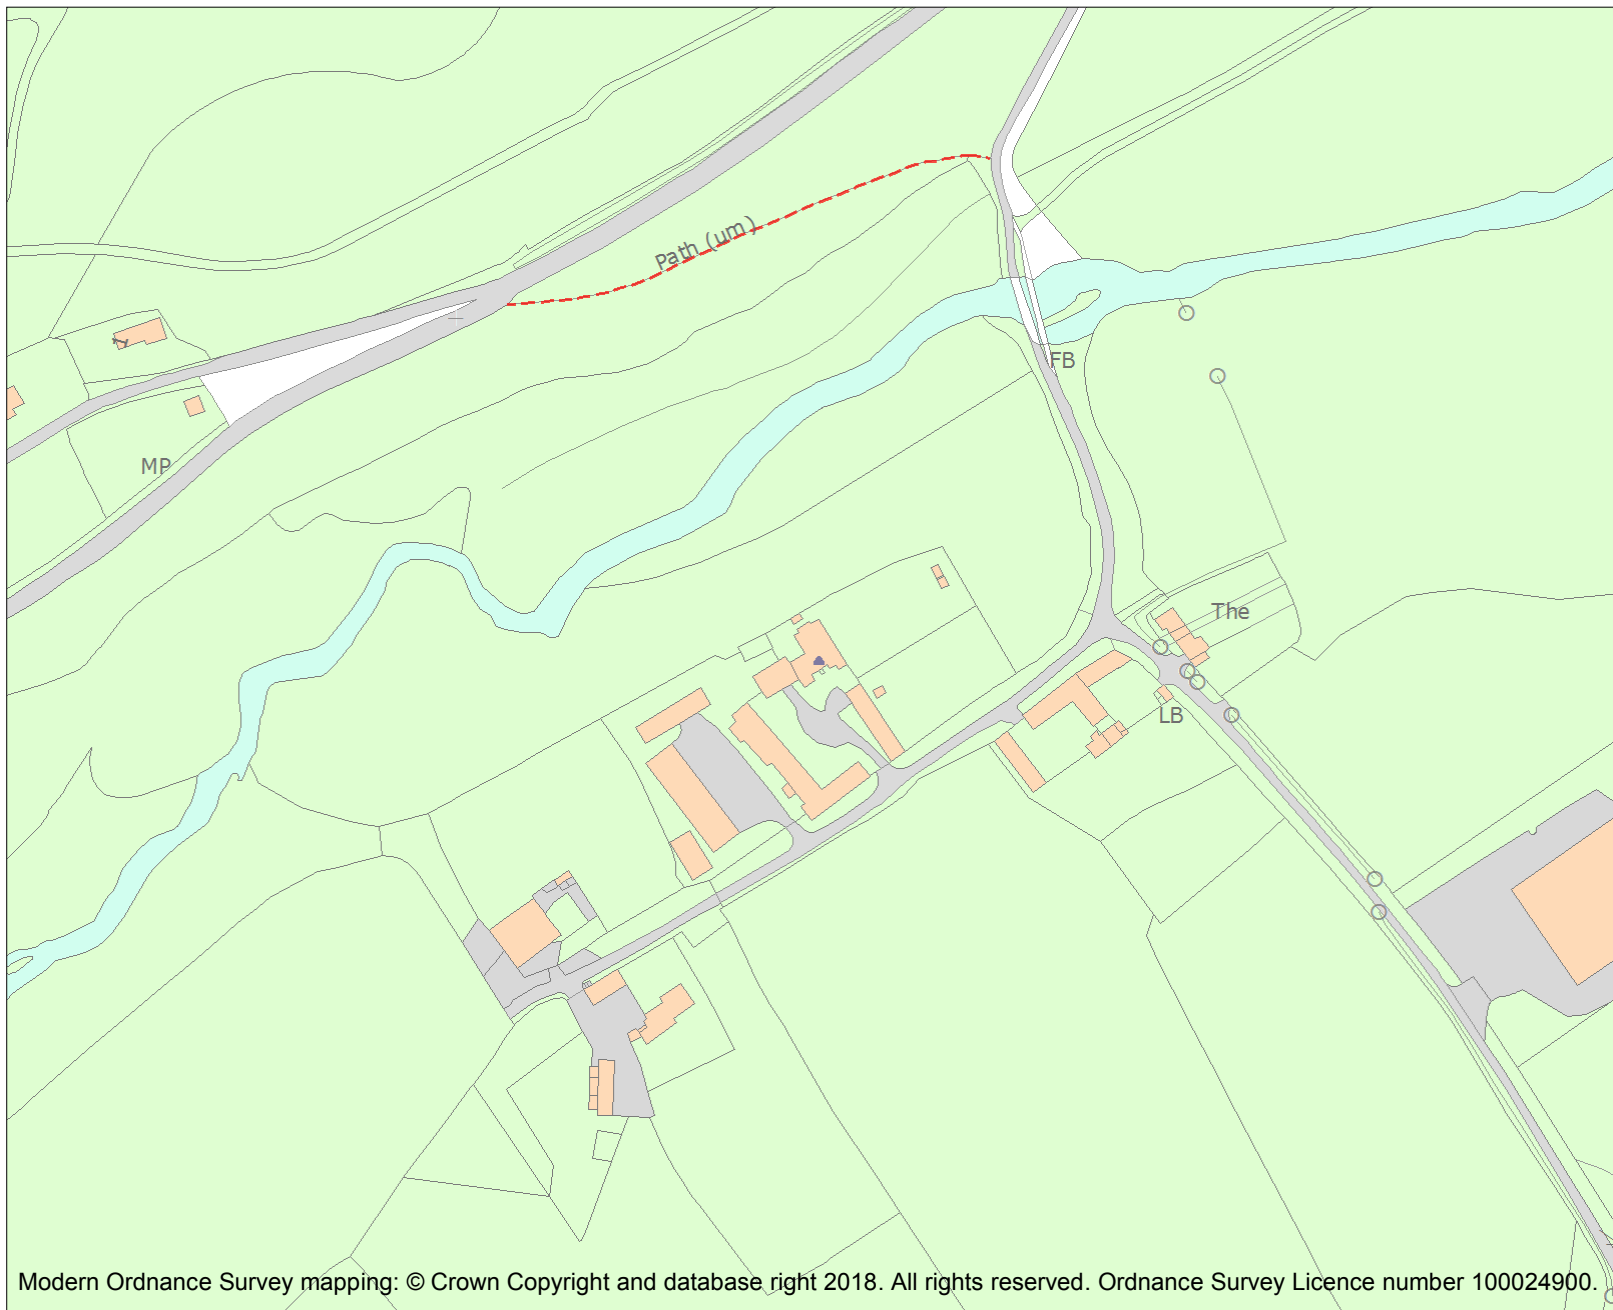 Path (um)
1
FB
MP
The
LB
Modern Ordnance Survey mapping: © Crown Copyright and database right 2018. All rights reserved. Ordnance Survey Licence number 100024900.